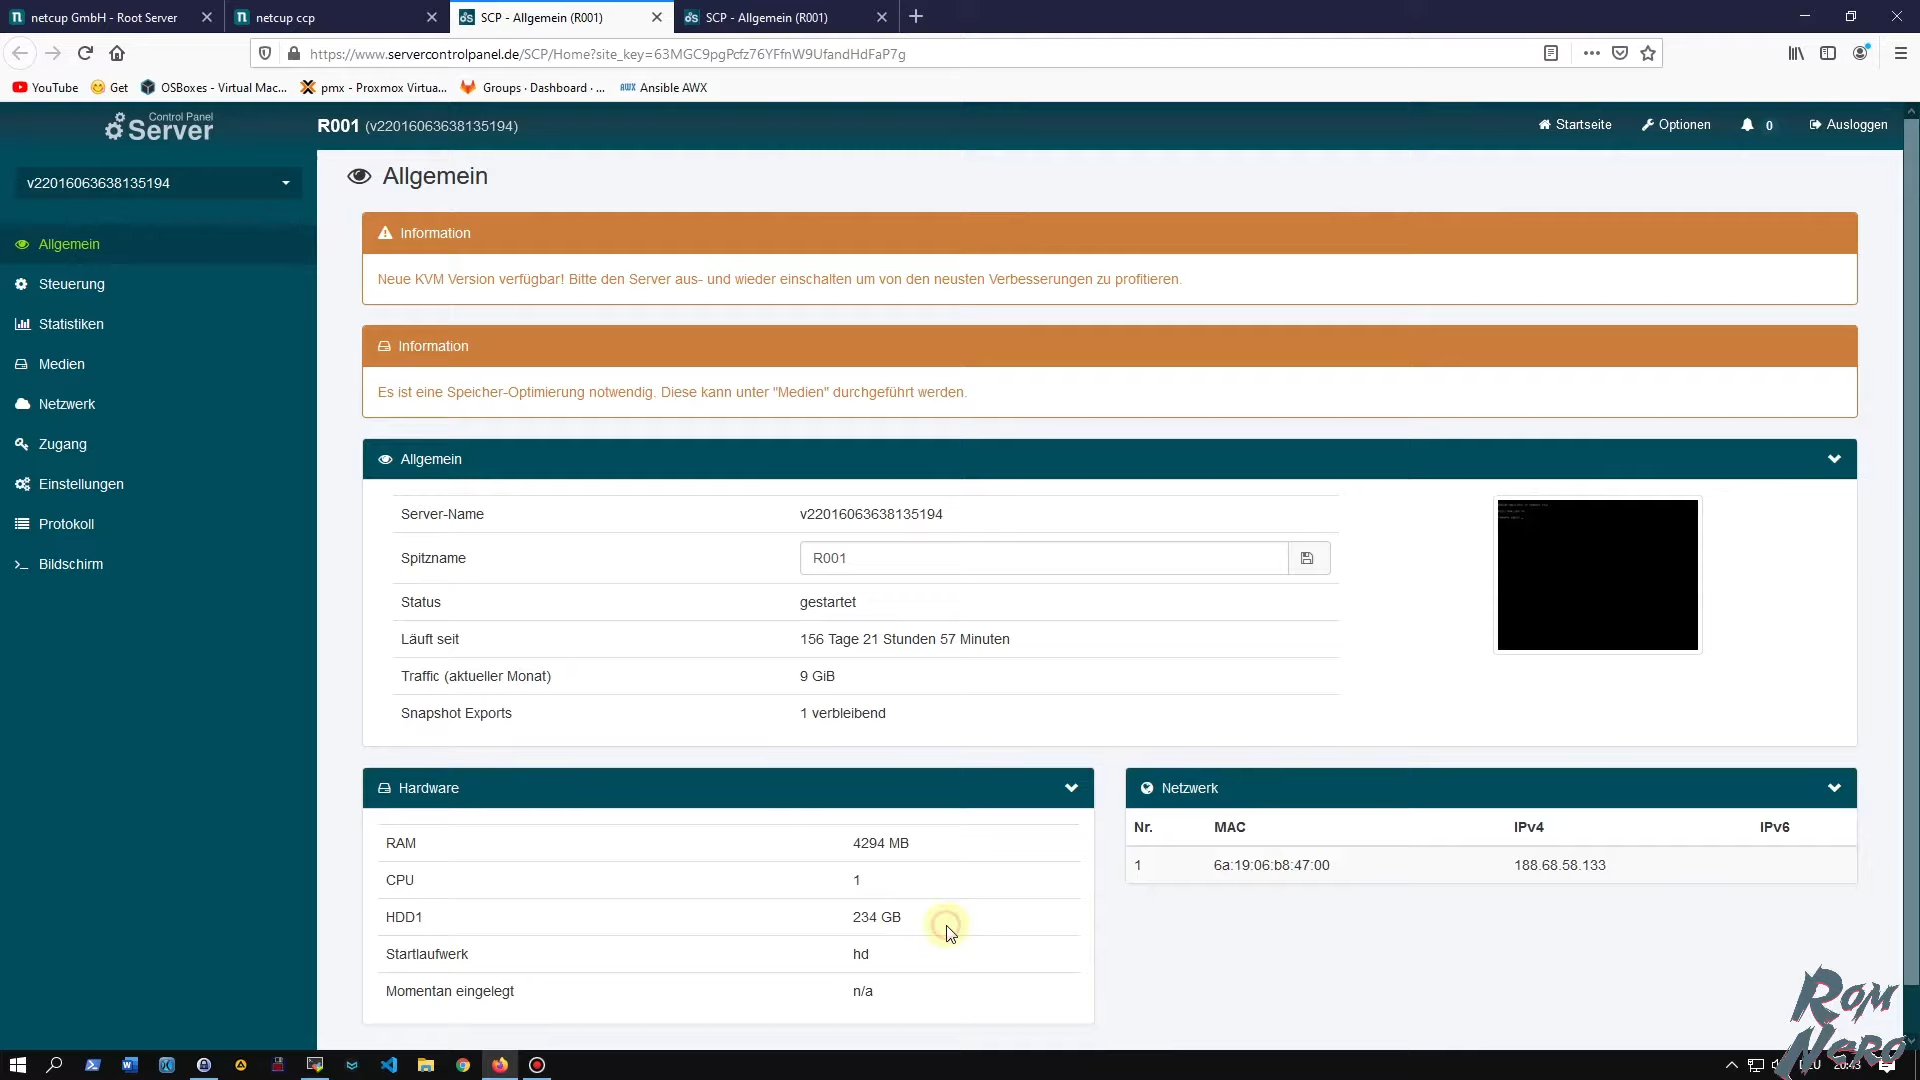 netcup GmbH - Root Server
netcup ccp
SCP - Allgemein (R001)
SCP - Allgemein (R001)
https://www.servercontrolpanel.de/SCP/Home?site_key=63MGC9pgPcfz76YFfnW9UfandHdFaP7g
YouTube
Get
OSBoxes - Virtual Mac...
pmx - Proxmox Virtua...
Groups · Dashboard · ...
AWX Ansible AWX
Control Panel
Server
R001 (v22016063638135194)
Startseite
Optionen
0
Ausloggen
v22016063638135194
Allgemein
Steuerung
Statistiken
Medien
Netzwerk
Zugang
Einstellungen
Protokoll
Bildschirm
Allgemein
Information
Neue KVM Version verfügbar! Bitte den Server aus- und wieder einschalten um von den neusten Verbesserungen zu profitieren.
Information
Es ist eine Speicher-Optimierung notwendig. Diese kann unter "Medien" durchgeführt werden.
Allgemein
Server-Name v22016063638135194
Spitzname R001
Status gestartet
Läuft seit 156 Tage 21 Stunden 57 Minuten
Traffic (aktueller Monat) 9 GiB
Snapshot Exports 1 verbleibend
Hardware
RAM 4294 MB
CPU 1
HDD1 234 GB
Startlaufwerk hd
Momentan eingelegt n/a
Netzwerk
Nr. MAC IPv4 IPv6
1 6a:19:06:b8:47:00 188.68.58.133
Rom
Nero
20:43